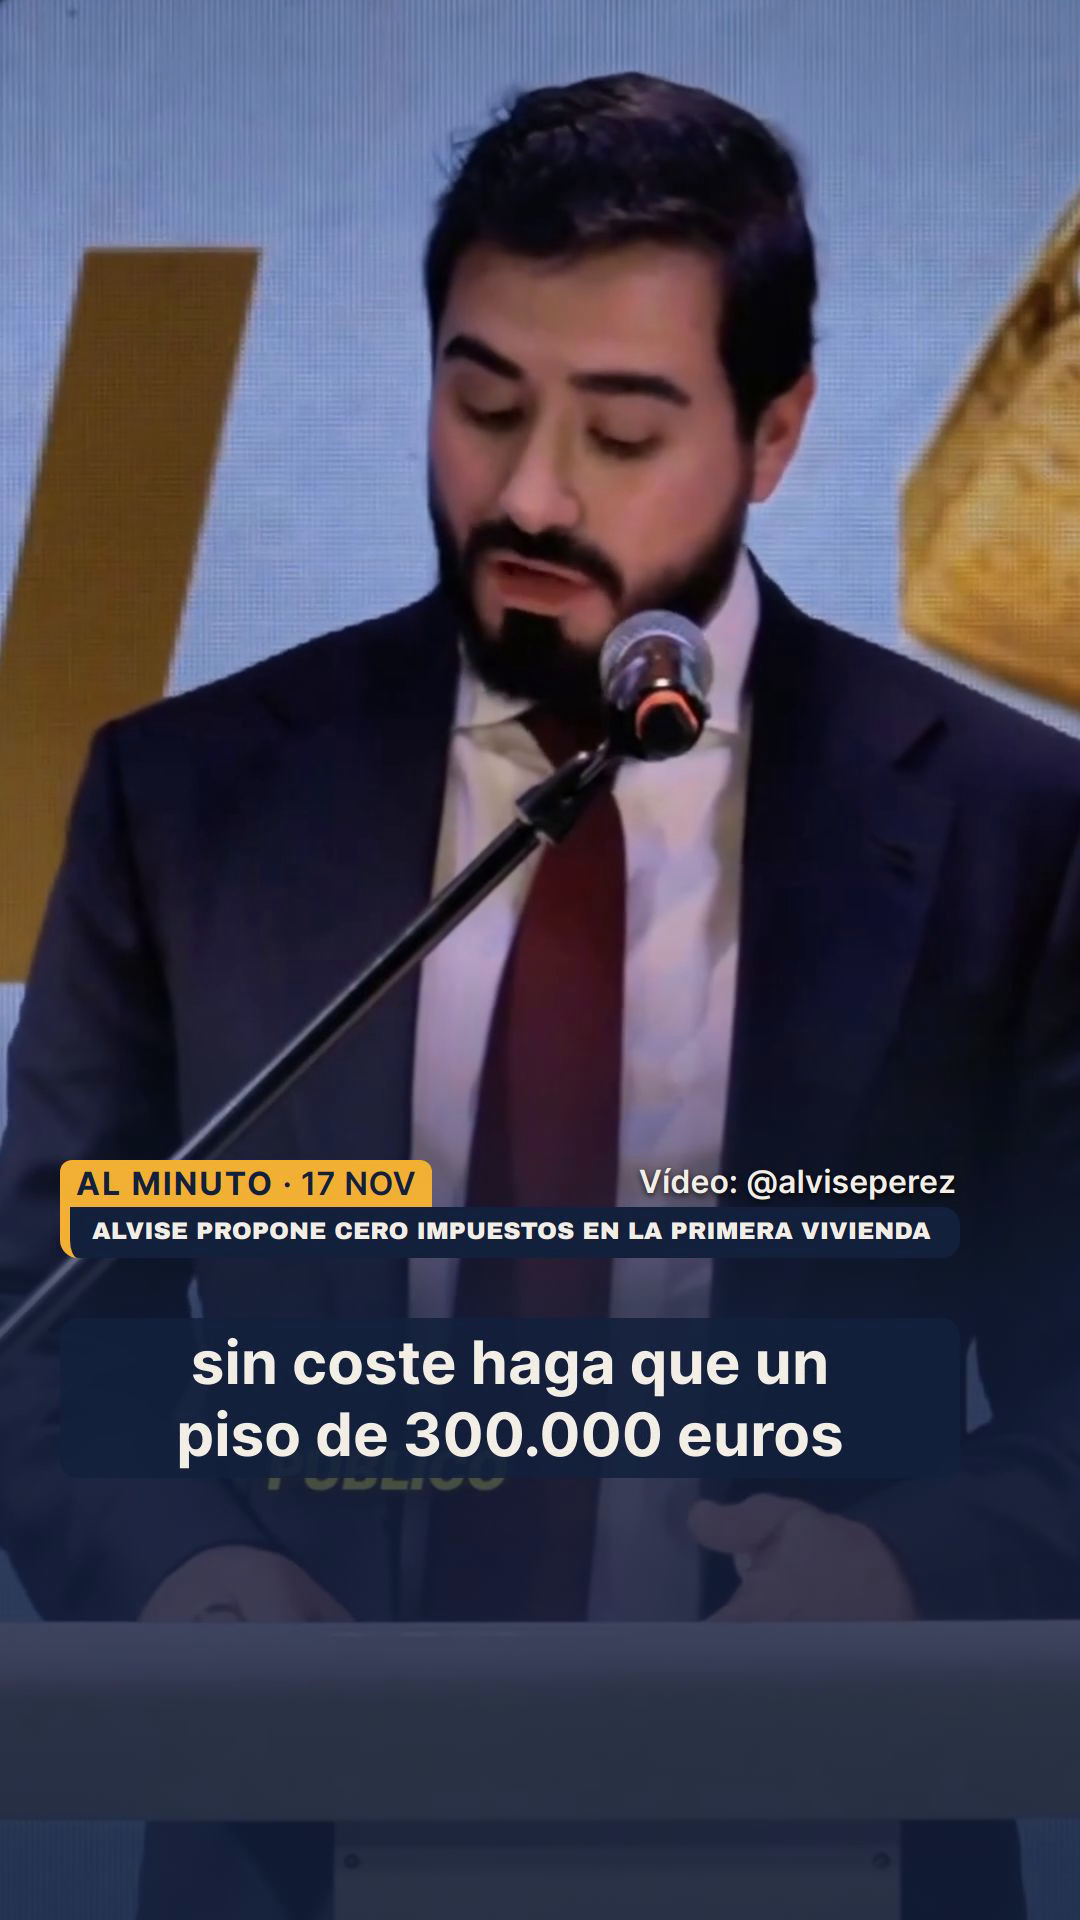 AL MINUTO · 17 NOV
Vídeo: @alviseperez
ALVISE PROPONE CERO IMPUESTOS EN LA PRIMERA VIVIENDA
sin coste haga que un
piso de 300.000 euros
PÚBLICO